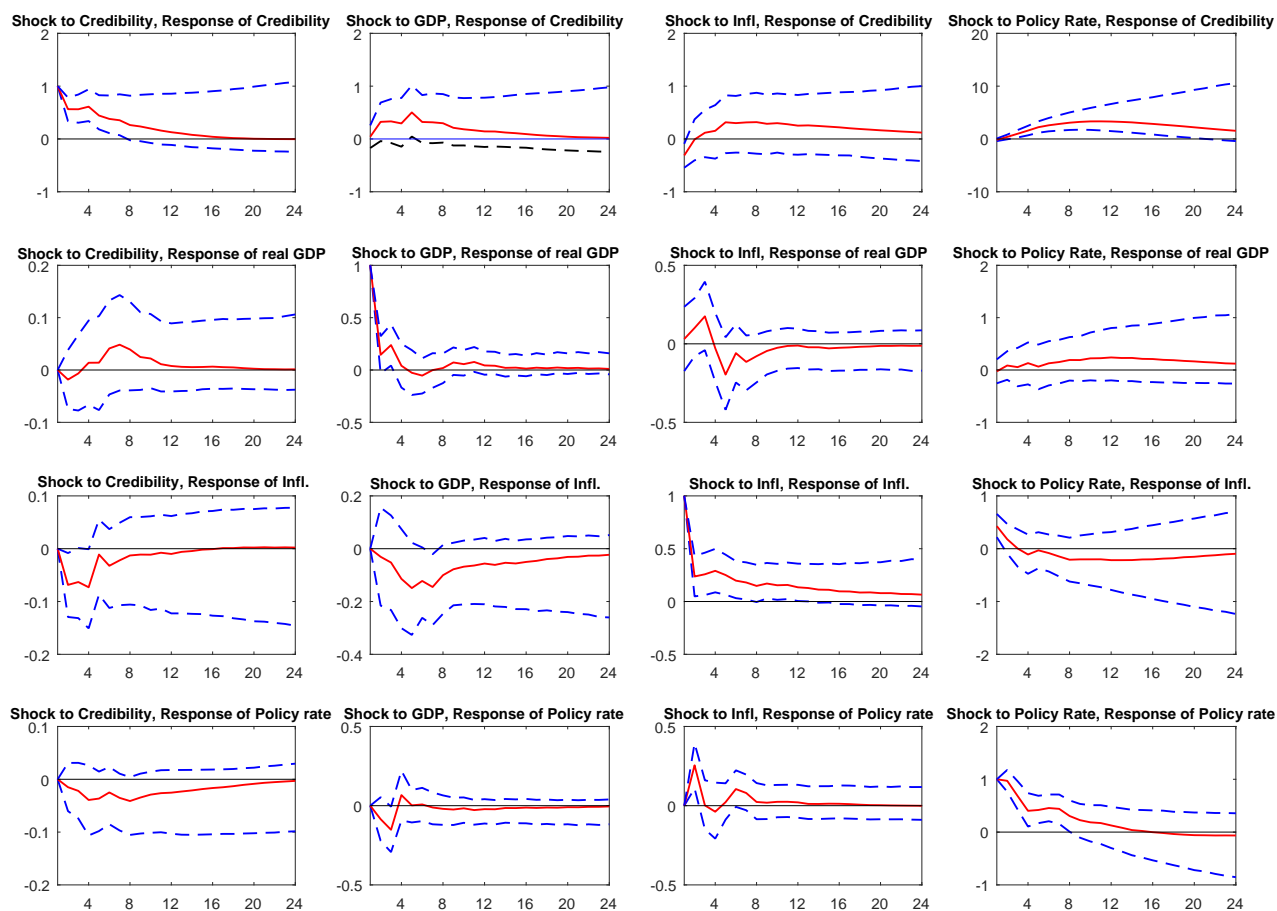 Shock to Credibility, Response of Credibility
2
1
0
-1
4 8 12 16 20 24
Shock to GDP, Response of Credibility
2
1
0
-1
4 8 12 16 20 24
Shock to Infl, Response of Credibility
2
1
0
-1
4 8 12 16 20 24
Shock to Policy Rate, Response of Credibility
20
10
0
-10
4 8 12 16 20 24
Shock to Credibility, Response of real GDP
0.2
0.1
0
-0.1
4 8 12 16 20 24
Shock to GDP, Response of real GDP
1
0.5
0
-0.5
4 8 12 16 20 24
Shock to Infl, Response of real GDP
0.5
0
-0.5
4 8 12 16 20 24
Shock to Policy Rate, Response of real GDP
2
1
0
-1
4 8 12 16 20 24
Shock to Credibility, Response of Infl.
0.1
0
-0.1
-0.2
4 8 12 16 20 24
Shock to GDP, Response of Infl.
0.2
0
-0.2
-0.4
4 8 12 16 20 24
Shock to Infl, Response of Infl.
1
0.5
0
-0.5
4 8 12 16 20 24
Shock to Policy Rate, Response of Infl.
1
0
-1
-2
4 8 12 16 20 24
Shock to Credibility, Response of Policy rate
0.1
0
-0.1
-0.2
4 8 12 16 20 24
Shock to GDP, Response of Policy rate
0.5
0
-0.5
4 8 12 16 20 24
Shock to Infl, Response of Policy rate
0.5
0
-0.5
4 8 12 16 20 24
Shock to Policy Rate, Response of Policy rate
2
1
0
-1
4 8 12 16 20 24